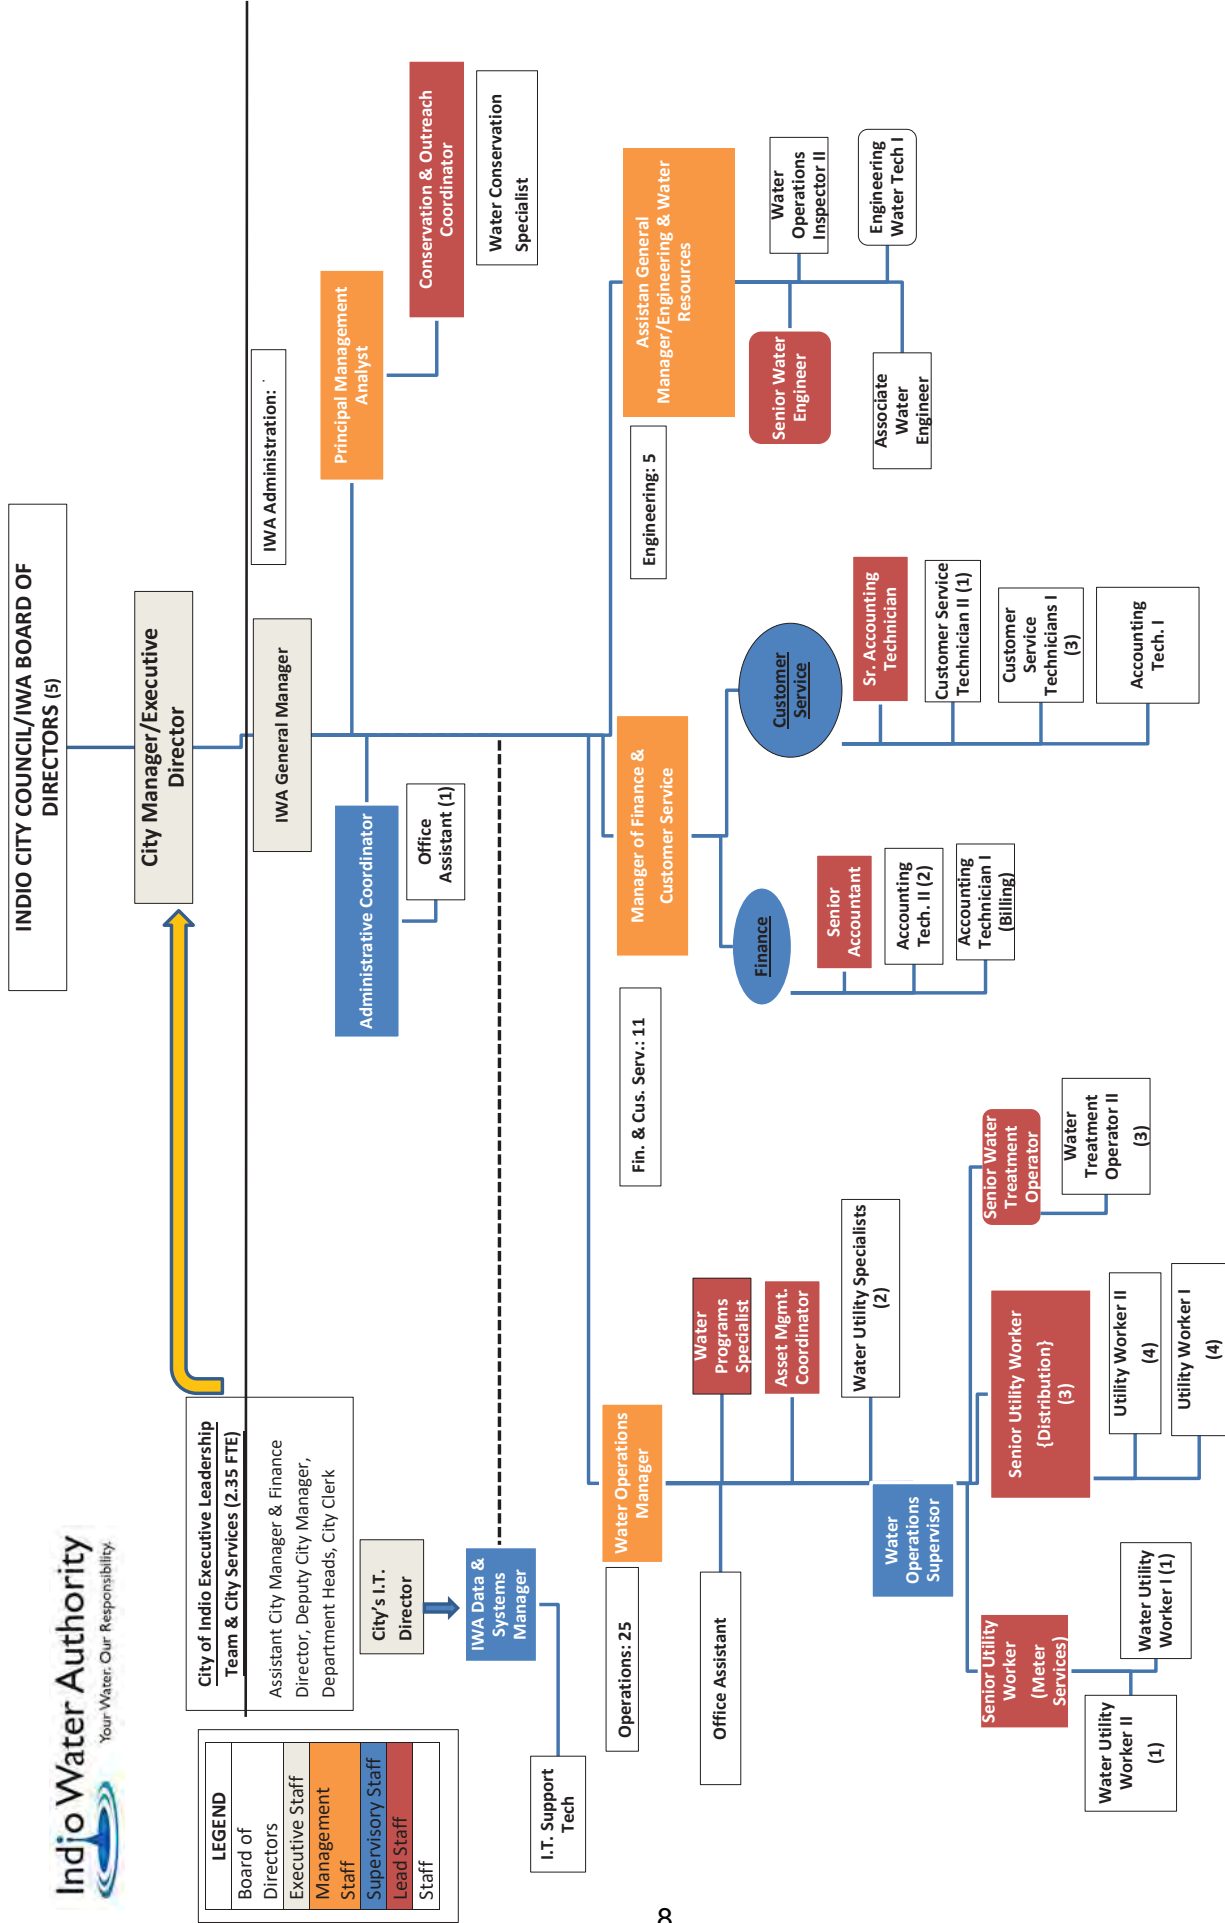 Indio Water Authority
Your Water. Our Responsibility.
INDIO CITY COUNCIL/IWA BOARD OF
DIRECTORS (5)
City Manager/Executive
Director
City of Indio Executive Leadership
Team & City Services (2.35 FTE)
Assistant City Manager & Finance
Director, Deputy City Manager,
Department Heads, City Clerk
LEGEND
Board of
Directors
Executive Staff
Management
Staff
Supervisory Staff
Lead Staff
Staff
IWA General Manager
IWA Administration:
Administrative Coordinator
Office
Assistant (1)
Principal Management
Analyst
Conservation & Outreach
Coordinator
Water Conservation
Specialist
City's I.T.
Director
IWA Data &
Systems
Manager
I.T. Support
Tech
Operations: 25
Water Operations
Manager
Office Assistant
Water
Programs
Specialist
Asset Mgmt.
Coordinator
Water Utility Specialists
(2)
Water
Operations
Supervisor
Senior Utility
Worker
(Meter
Services)
Water Utility
Worker II
(1)
Water Utility
Worker I (1)
Senior Utility Worker
{Distribution}
(3)
Utility Worker II
(4)
Utility Worker I
(4)
Senior Water
Treatment
Operator
Water
Treatment
Operator II
(3)
Fin. & Cus. Serv.: 11
Manager of Finance &
Customer Service
Finance
Senior
Accountant
Accounting
Tech. II (2)
Accounting
Technician I
(Billing)
Customer
Service
Sr. Accounting
Technician
Customer Service
Technician II (1)
Customer
Service
Technicians I
(3)
Accounting
Tech. I
Engineering: 5
Assistan General
Manager/Engineering & Water
Resources
Senior Water
Engineer
Water
Operations
Inspector II
Associate
Water
Engineer
Engineering
Water Tech I
8